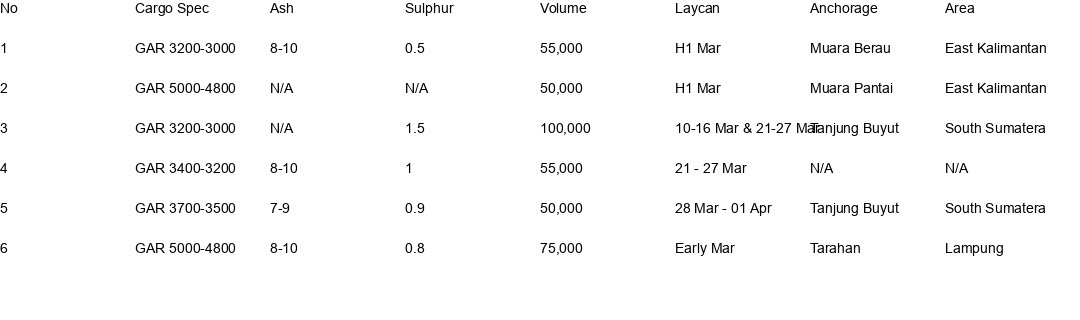 No Cargo Spec Ash Sulphur Volume Laycan Anchorage Area
1 GAR 3200-3000 8-10 0.5 55,000 H1 Mar Muara Berau East Kalimantan
2 GAR 5000-4800 N/A N/A 50,000 H1 Mar Muara Pantai East Kalimantan
3 GAR 3200-3000 N/A 1.5 100,000 10-16 Mar & 21-27 Mar Tanjung Buyut South Sumatera
4 GAR 3400-3200 8-10 1 55,000 21 - 27 Mar N/A N/A
5 GAR 3700-3500 7-9 0.9 50,000 28 Mar - 01 Apr Tanjung Buyut South Sumatera
6 GAR 5000-4800 8-10 0.8 75,000 Early Mar Tarahan Lampung